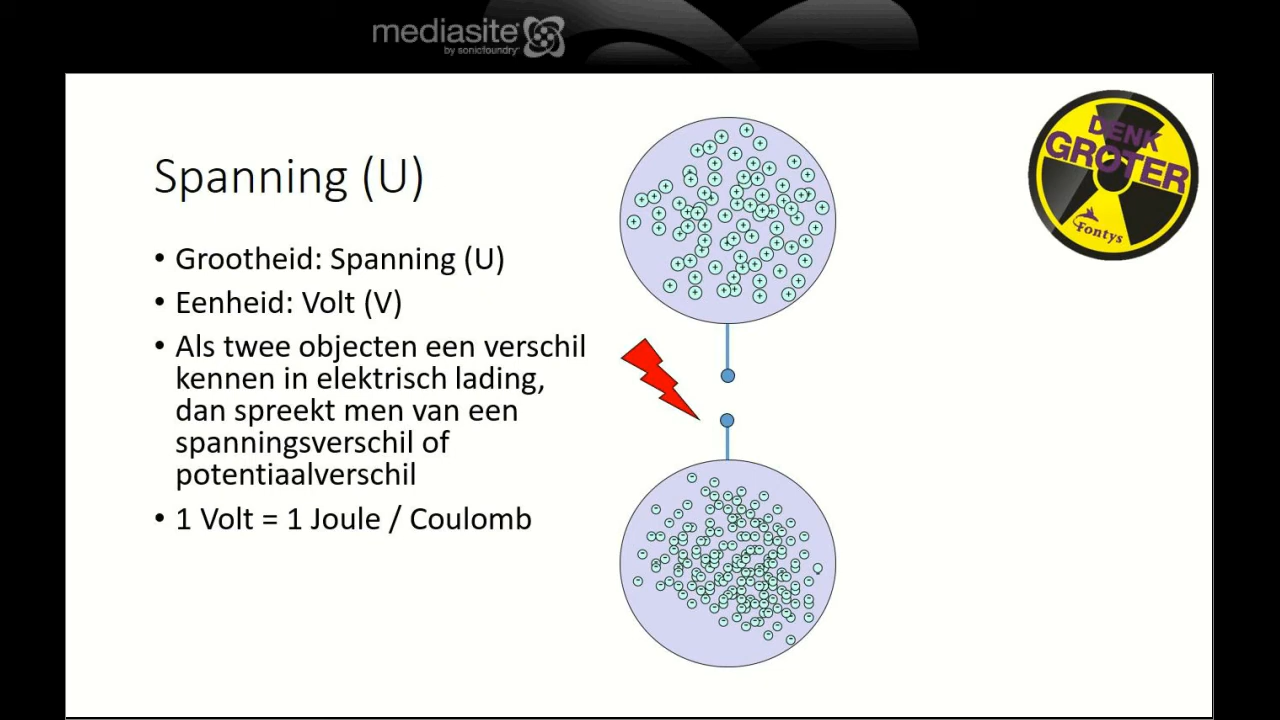 mediasite
by sonicfoundry
DENK
GROTER
Fontys
Spanning (U)
• Grootheid: Spanning (U)
• Eenheid: Volt (V)
• Als twee objecten een verschil
kennen in elektrisch lading,
dan spreekt men van een
spanningsverschil of
potentiaalverschil
• 1 Volt = 1 Joule / Coulomb